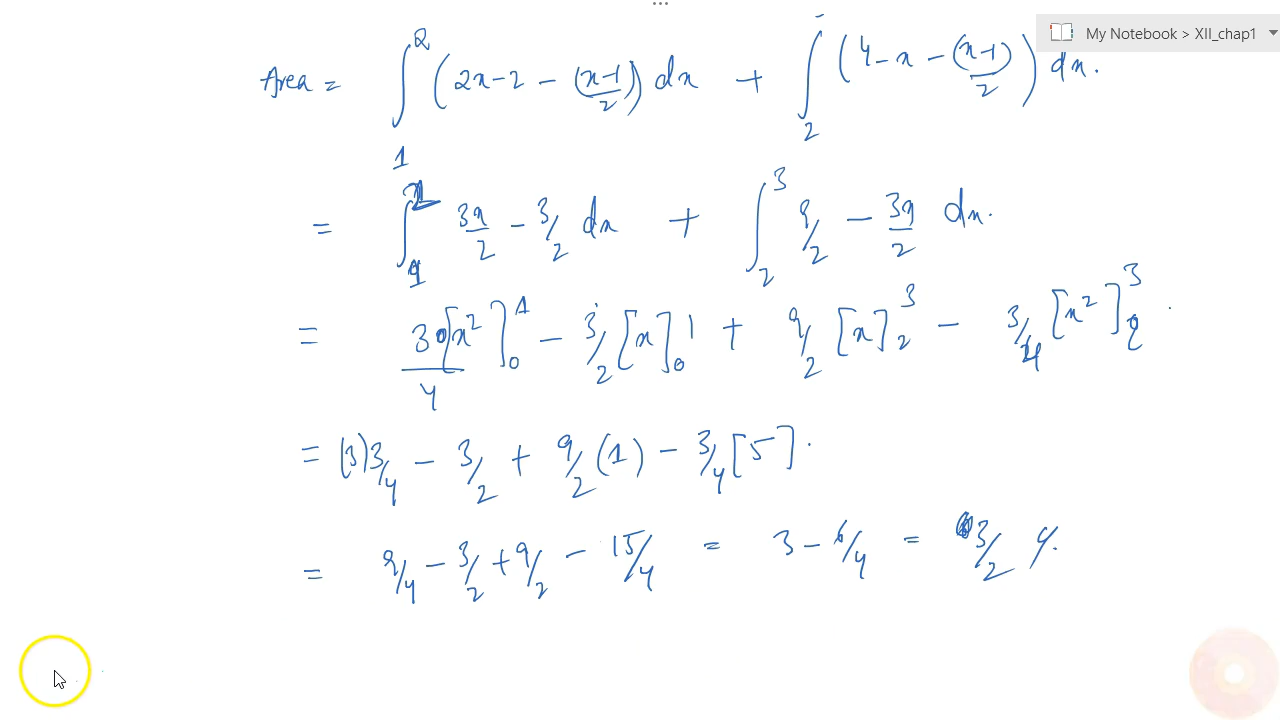 My Notebook > XII_chap1
Area = ∫₁² (2x-2 - (x-1)/2) dx + ∫₂ (4-x - (x-1)/2) dx.
= ∫₁² 3x/2 - 3/2 dx + ∫₂³ 9/2 - 3x/2 dx.
= 3/4 [x²]₀¹ - 3/2 [x]₀¹ + 9/2 [x]₂³ - 3/4 [x²]₂³.
= (3)3/4 - 3/2 + 9/2 (1) - 3/4 [5].
= 9/4 - 3/2 + 9/2 - 15/4 = 3 - 6/4 = 3/2